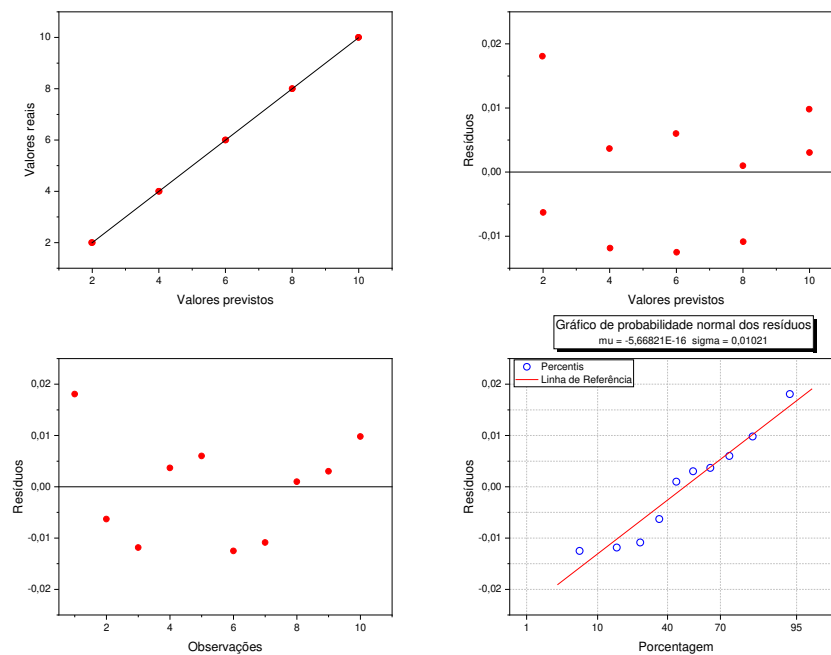 10
8
6
4
2
Valores reais
2 4 6 8 10
Valores previstos
0,02
0,01
0,00
-0,01
Resíduos
2 4 6 8 10
Valores previstos
0,02
0,01
0,00
-0,01
-0,02
Resíduos
2 4 6 8 10
Observações
Gráfico de probabilidade normal dos resíduos
mu = -5,66821E-16 sigma = 0,01021
Percentis
Linha de Referência
0,02
0,01
0,00
-0,01
-0,02
Resíduos
1 10 40 70 95
Porcentagem